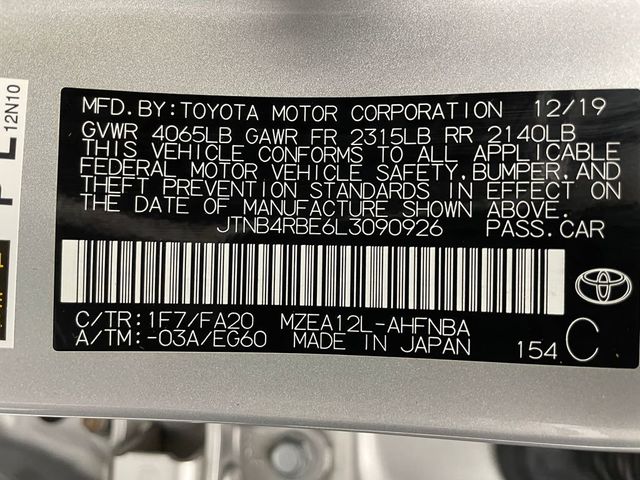 MFD.BY:TOYOTA MOTOR CORPORATION 12/19
GVWR 4065LB GAWR FR 2315LB RR 2140LB
THIS VEHICLE CONFORMS TO ALL APPLICABLE
FEDERAL MOTOR VEHICLE SAFETY,BUMPER,AND
THEFT PREVENTION STANDARDS IN EFFECT ON
THE DATE OF MANUFACTURE SHOWN ABOVE.
JTNB4RBE6L3090926 PASS.CAR
C/TR:1F7/FA20 MZEA12L-AHFNBA
A/TM:-03A/EG60 MADE IN JAPAN 154 C
12N10